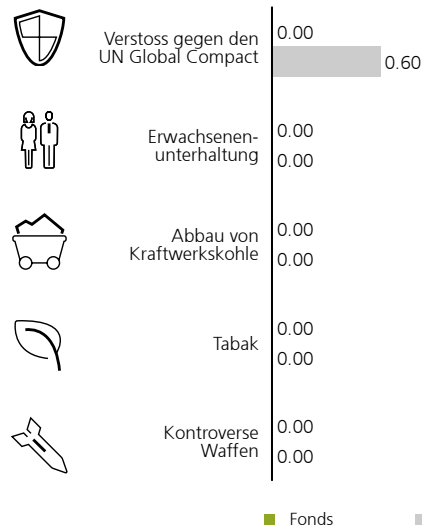 Verstoss gegen den
UN Global Compact
0.00
0.60
Erwachsenen-
unterhaltung
0.00
0.00
Abbau von
Kraftwerkskohle
0.00
0.00
Tabak
0.00
0.00
Kontroverse
Waffen
0.00
0.00
Fonds